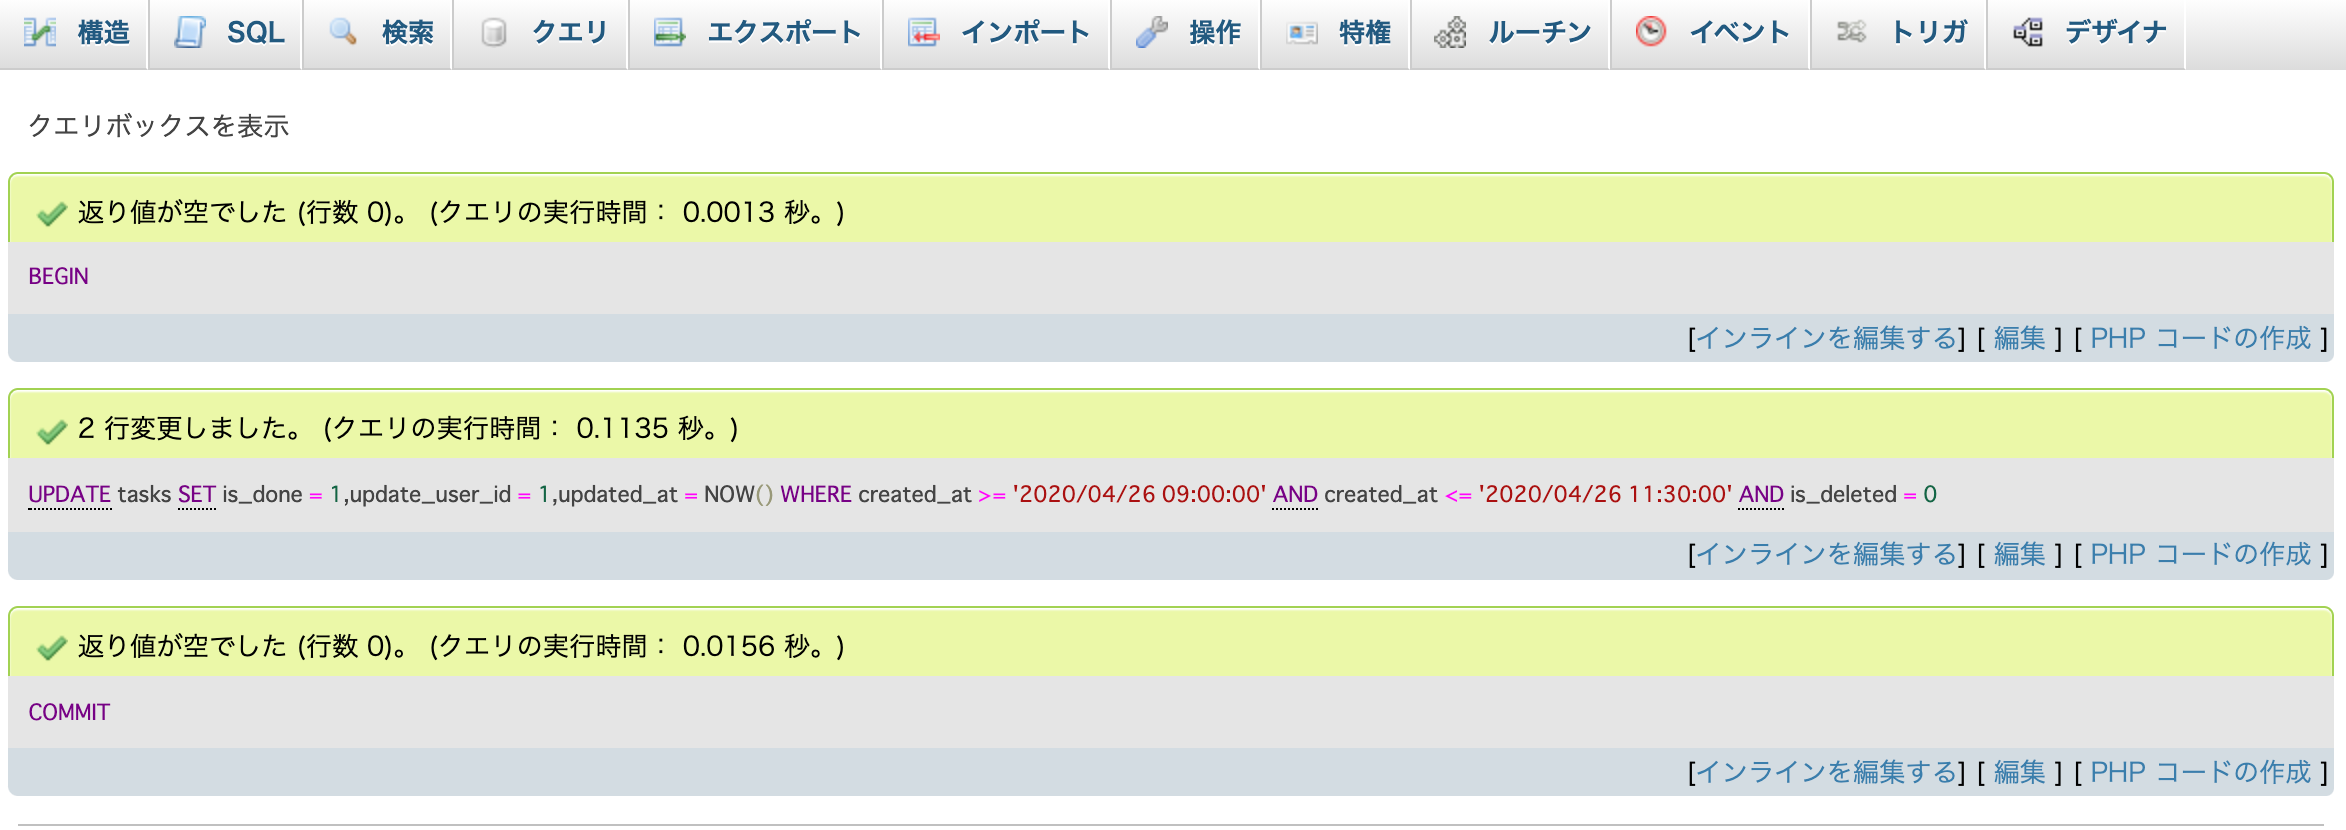 構造 SQL 検索 クエリ エクスポート インポート 操作 特権 ルーチン イベント トリガ デザイナ
クエリボックスを表示
返り値が空でした (行数 0)。 (クエリの実行時間： 0.0013 秒。)
BEGIN
[インラインを編集する] [ 編集 ] [ PHP コードの作成 ]
2 行変更しました。 (クエリの実行時間： 0.1135 秒。)
UPDATE tasks SET is_done = 1,update_user_id = 1,updated_at = NOW() WHERE created_at >= '2020/04/26 09:00:00' AND created_at <= '2020/04/26 11:30:00' AND is_deleted = 0
[インラインを編集する] [ 編集 ] [ PHP コードの作成 ]
返り値が空でした (行数 0)。 (クエリの実行時間： 0.0156 秒。)
COMMIT
[インラインを編集する] [ 編集 ] [ PHP コードの作成 ]